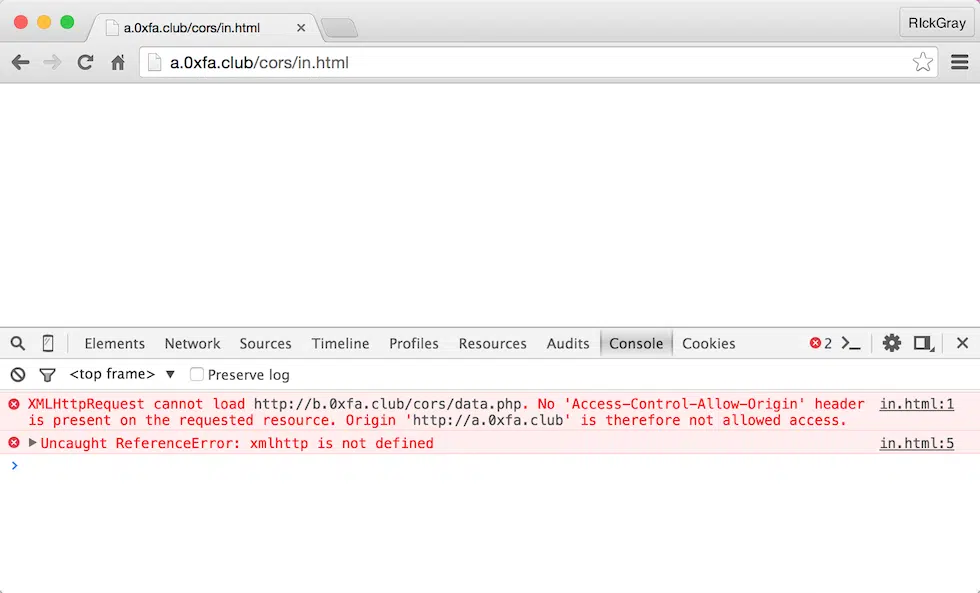 a.0xfa.club/cors/in.html
RIckGray
a.0xfa.club/cors/in.html
Elements Network Sources Timeline Profiles Resources Audits Console Cookies 2
<top frame> Preserve log
XMLHttpRequest cannot load http://b.0xfa.club/cors/data.php. No 'Access-Control-Allow-Origin' header in.html:1
is present on the requested resource. Origin 'http://a.0xfa.club' is therefore not allowed access.
Uncaught ReferenceError: xmlhttp is not defined in.html:5